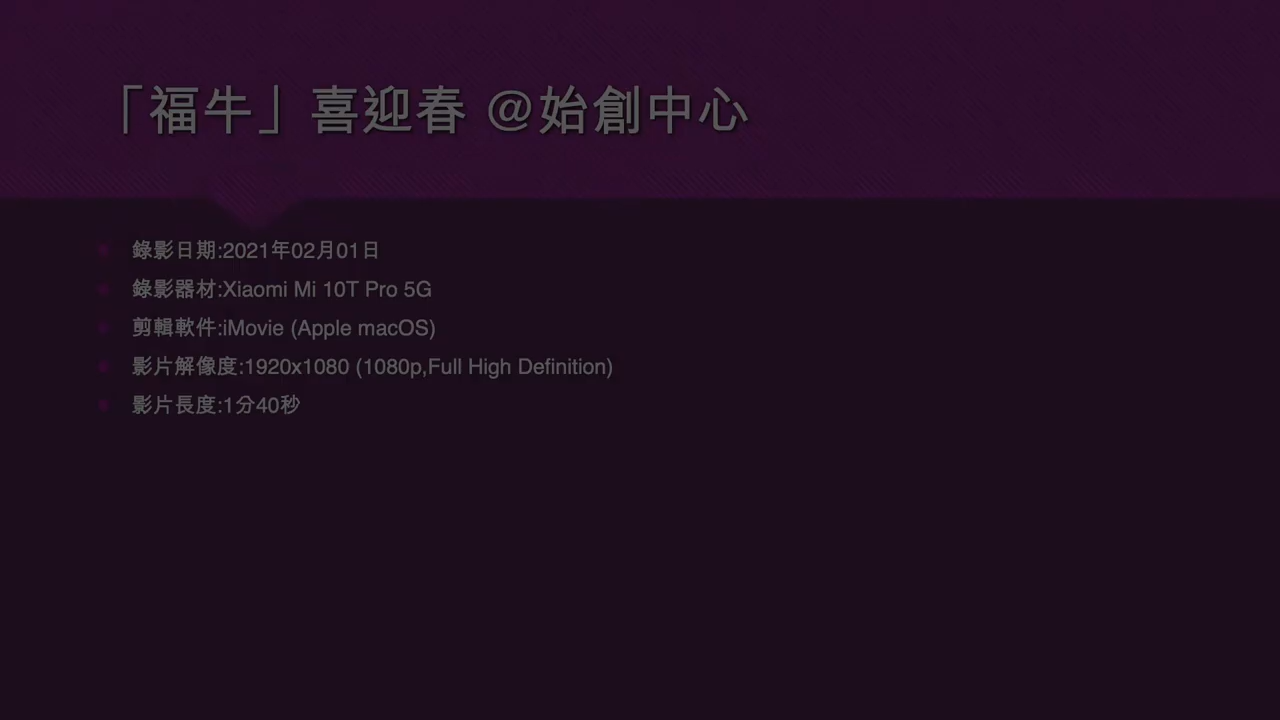 「福牛」喜迎春 @始創中心
錄影日期:2021年02月01日
錄影器材:Xiaomi Mi 10T Pro 5G
剪輯軟件:iMovie (Apple macOS)
影片解像度:1920x1080 (1080p,Full High Definition)
影片長度:1分40秒